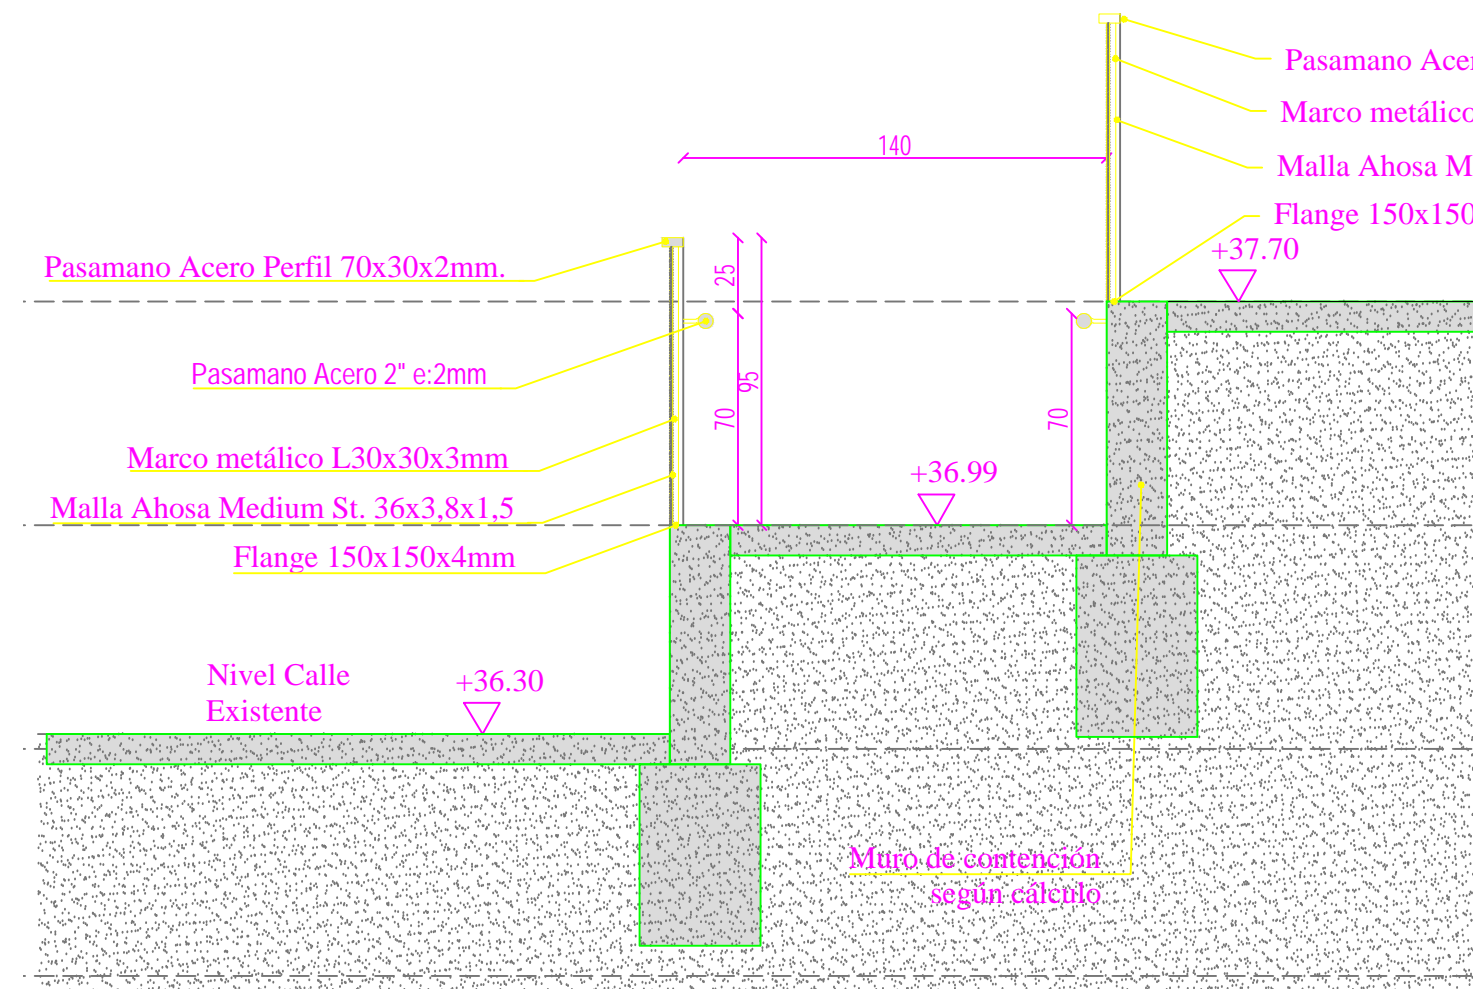 Pasamano Acer
Marco metálico
Malla Ahosa M
Flange 150x150
+37.70
140
Pasamano Acero Perfil 70x30x2mm.
25
Pasamano Acero 2" e:2mm
95
70
70
Marco metálico L30x30x3mm
+36.99
Malla Ahosa Medium St. 36x3,8x1,5
Flange 150x150x4mm
Nivel Calle
Existente
+36.30
Muro de contención
según cálculo